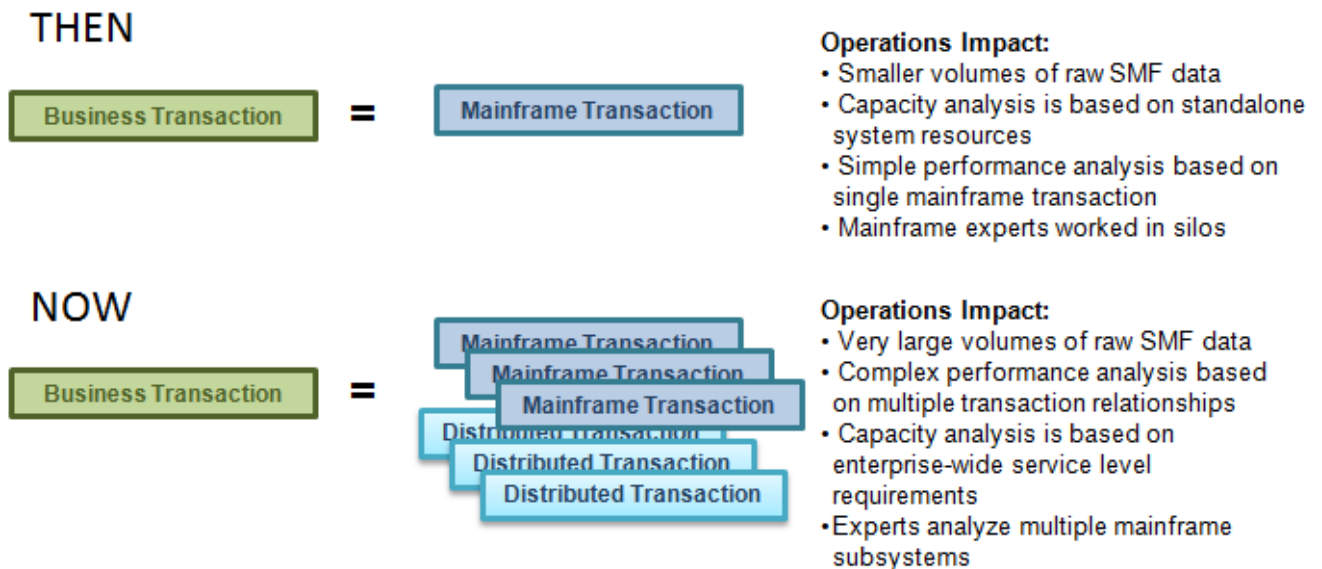 THEN
Business Transaction
=
Mainframe Transaction
Operations Impact:
• Smaller volumes of raw SMF data
• Capacity analysis is based on standalone
system resources
• Simple performance analysis based on
single mainframe transaction
• Mainframe experts worked in silos
NOW
Business Transaction
=
Mainframe Transaction
Mainframe Transaction
Mainframe Transaction
Distributed Transaction
Distributed Transaction
Distributed Transaction
Operations Impact:
• Very large volumes of raw SMF data
• Complex performance analysis based
on multiple transaction relationships
• Capacity analysis is based on
enterprise-wide service level
requirements
•Experts analyze multiple mainframe
subsystems